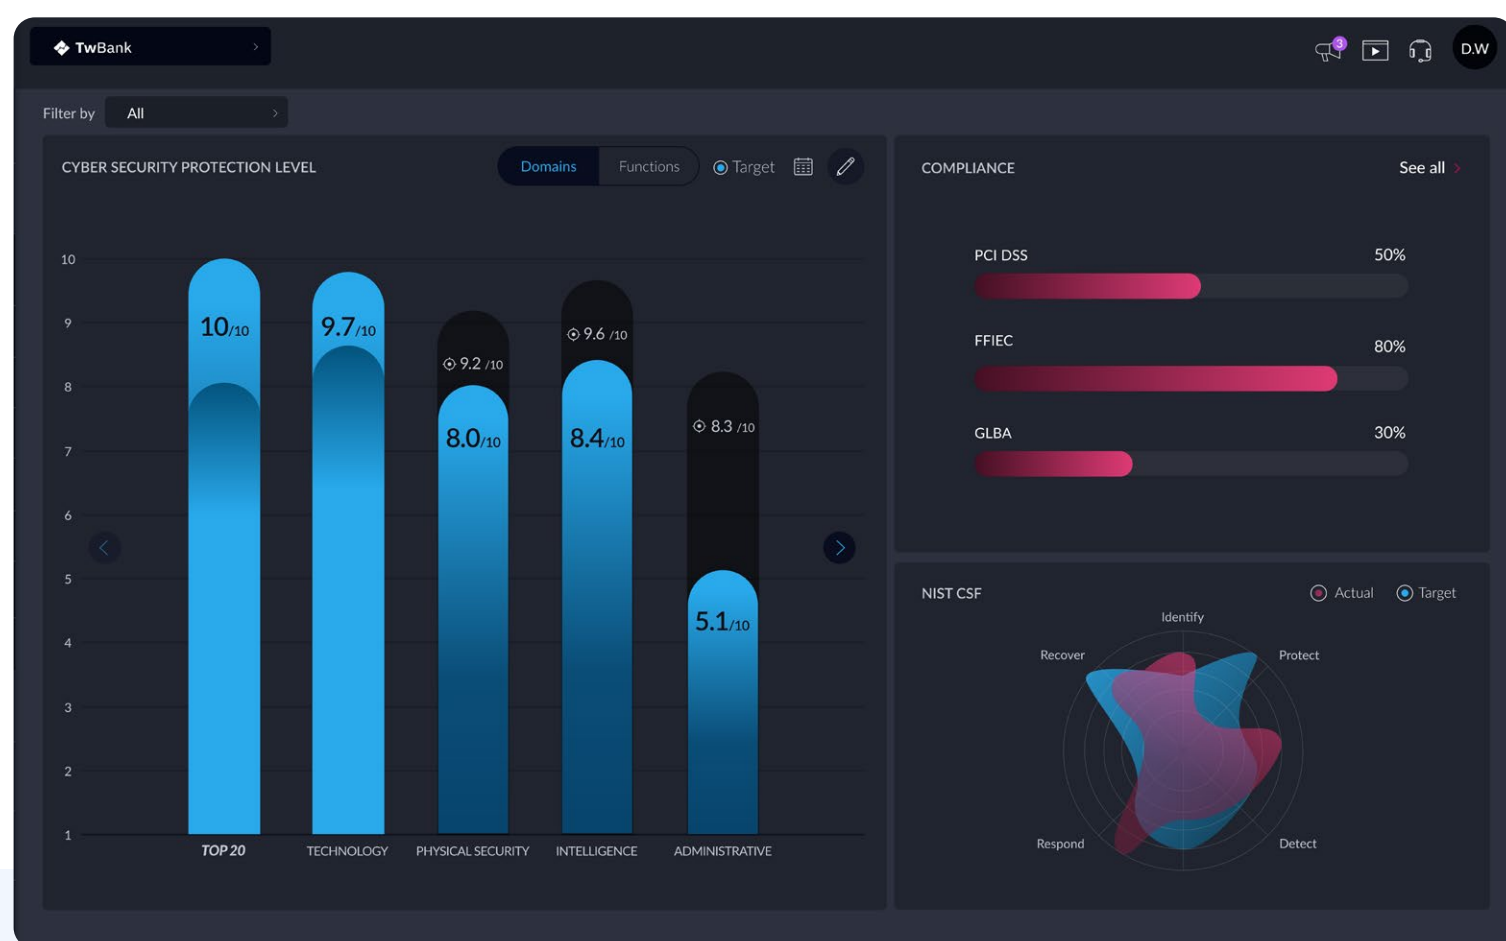 TwBank
3
D.W
Filter by All
CYBER SECURITY PROTECTION LEVEL
Domains Functions Target
10
9
8
7
6
5
4
3
2
1
10/10
9.7/10
9.2 /10
8.0/10
9.6 /10
8.4/10
8.3 /10
5.1/10
TOP 20 TECHNOLOGY PHYSICAL SECURITY INTELLIGENCE ADMINISTRATIVE
COMPLIANCE See all
PCI DSS 50%
FFIEC 80%
GLBA 30%
NIST CSF Actual Target
Identify
Recover Protect
Respond Detect